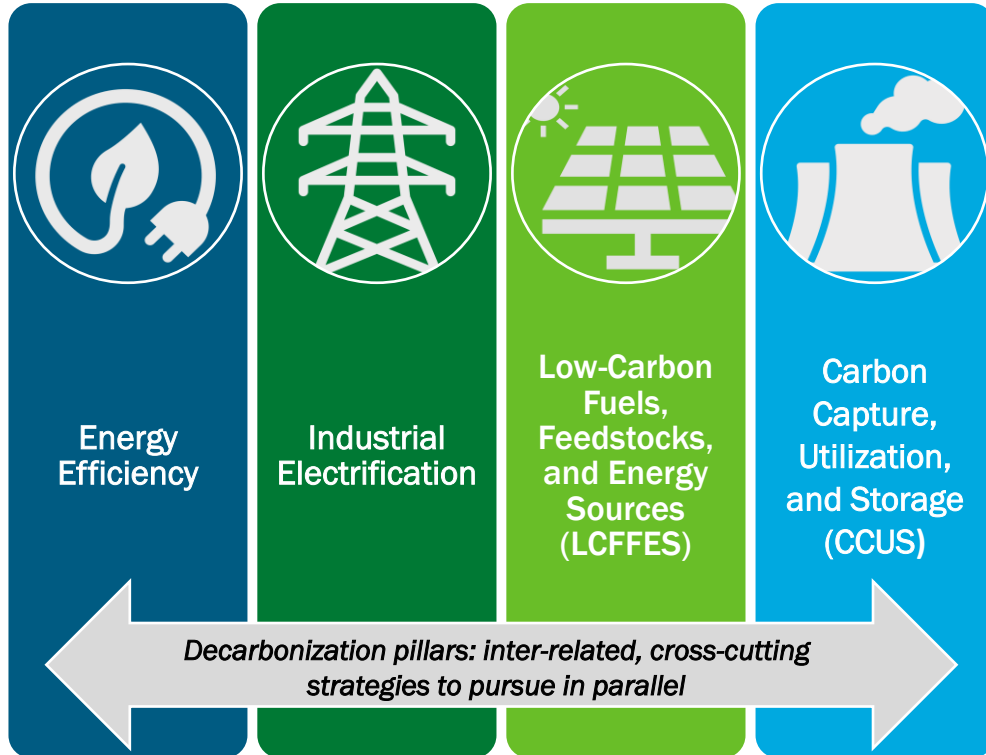 Energy
Efficiency
Industrial
Electrification
Low-Carbon
Fuels,
Feedstocks,
and Energy
Sources
(LCFFES)
Carbon
Capture,
Utilization,
and Storage
(CCUS)
Decarbonization pillars: inter-related, cross-cutting
strategies to pursue in parallel